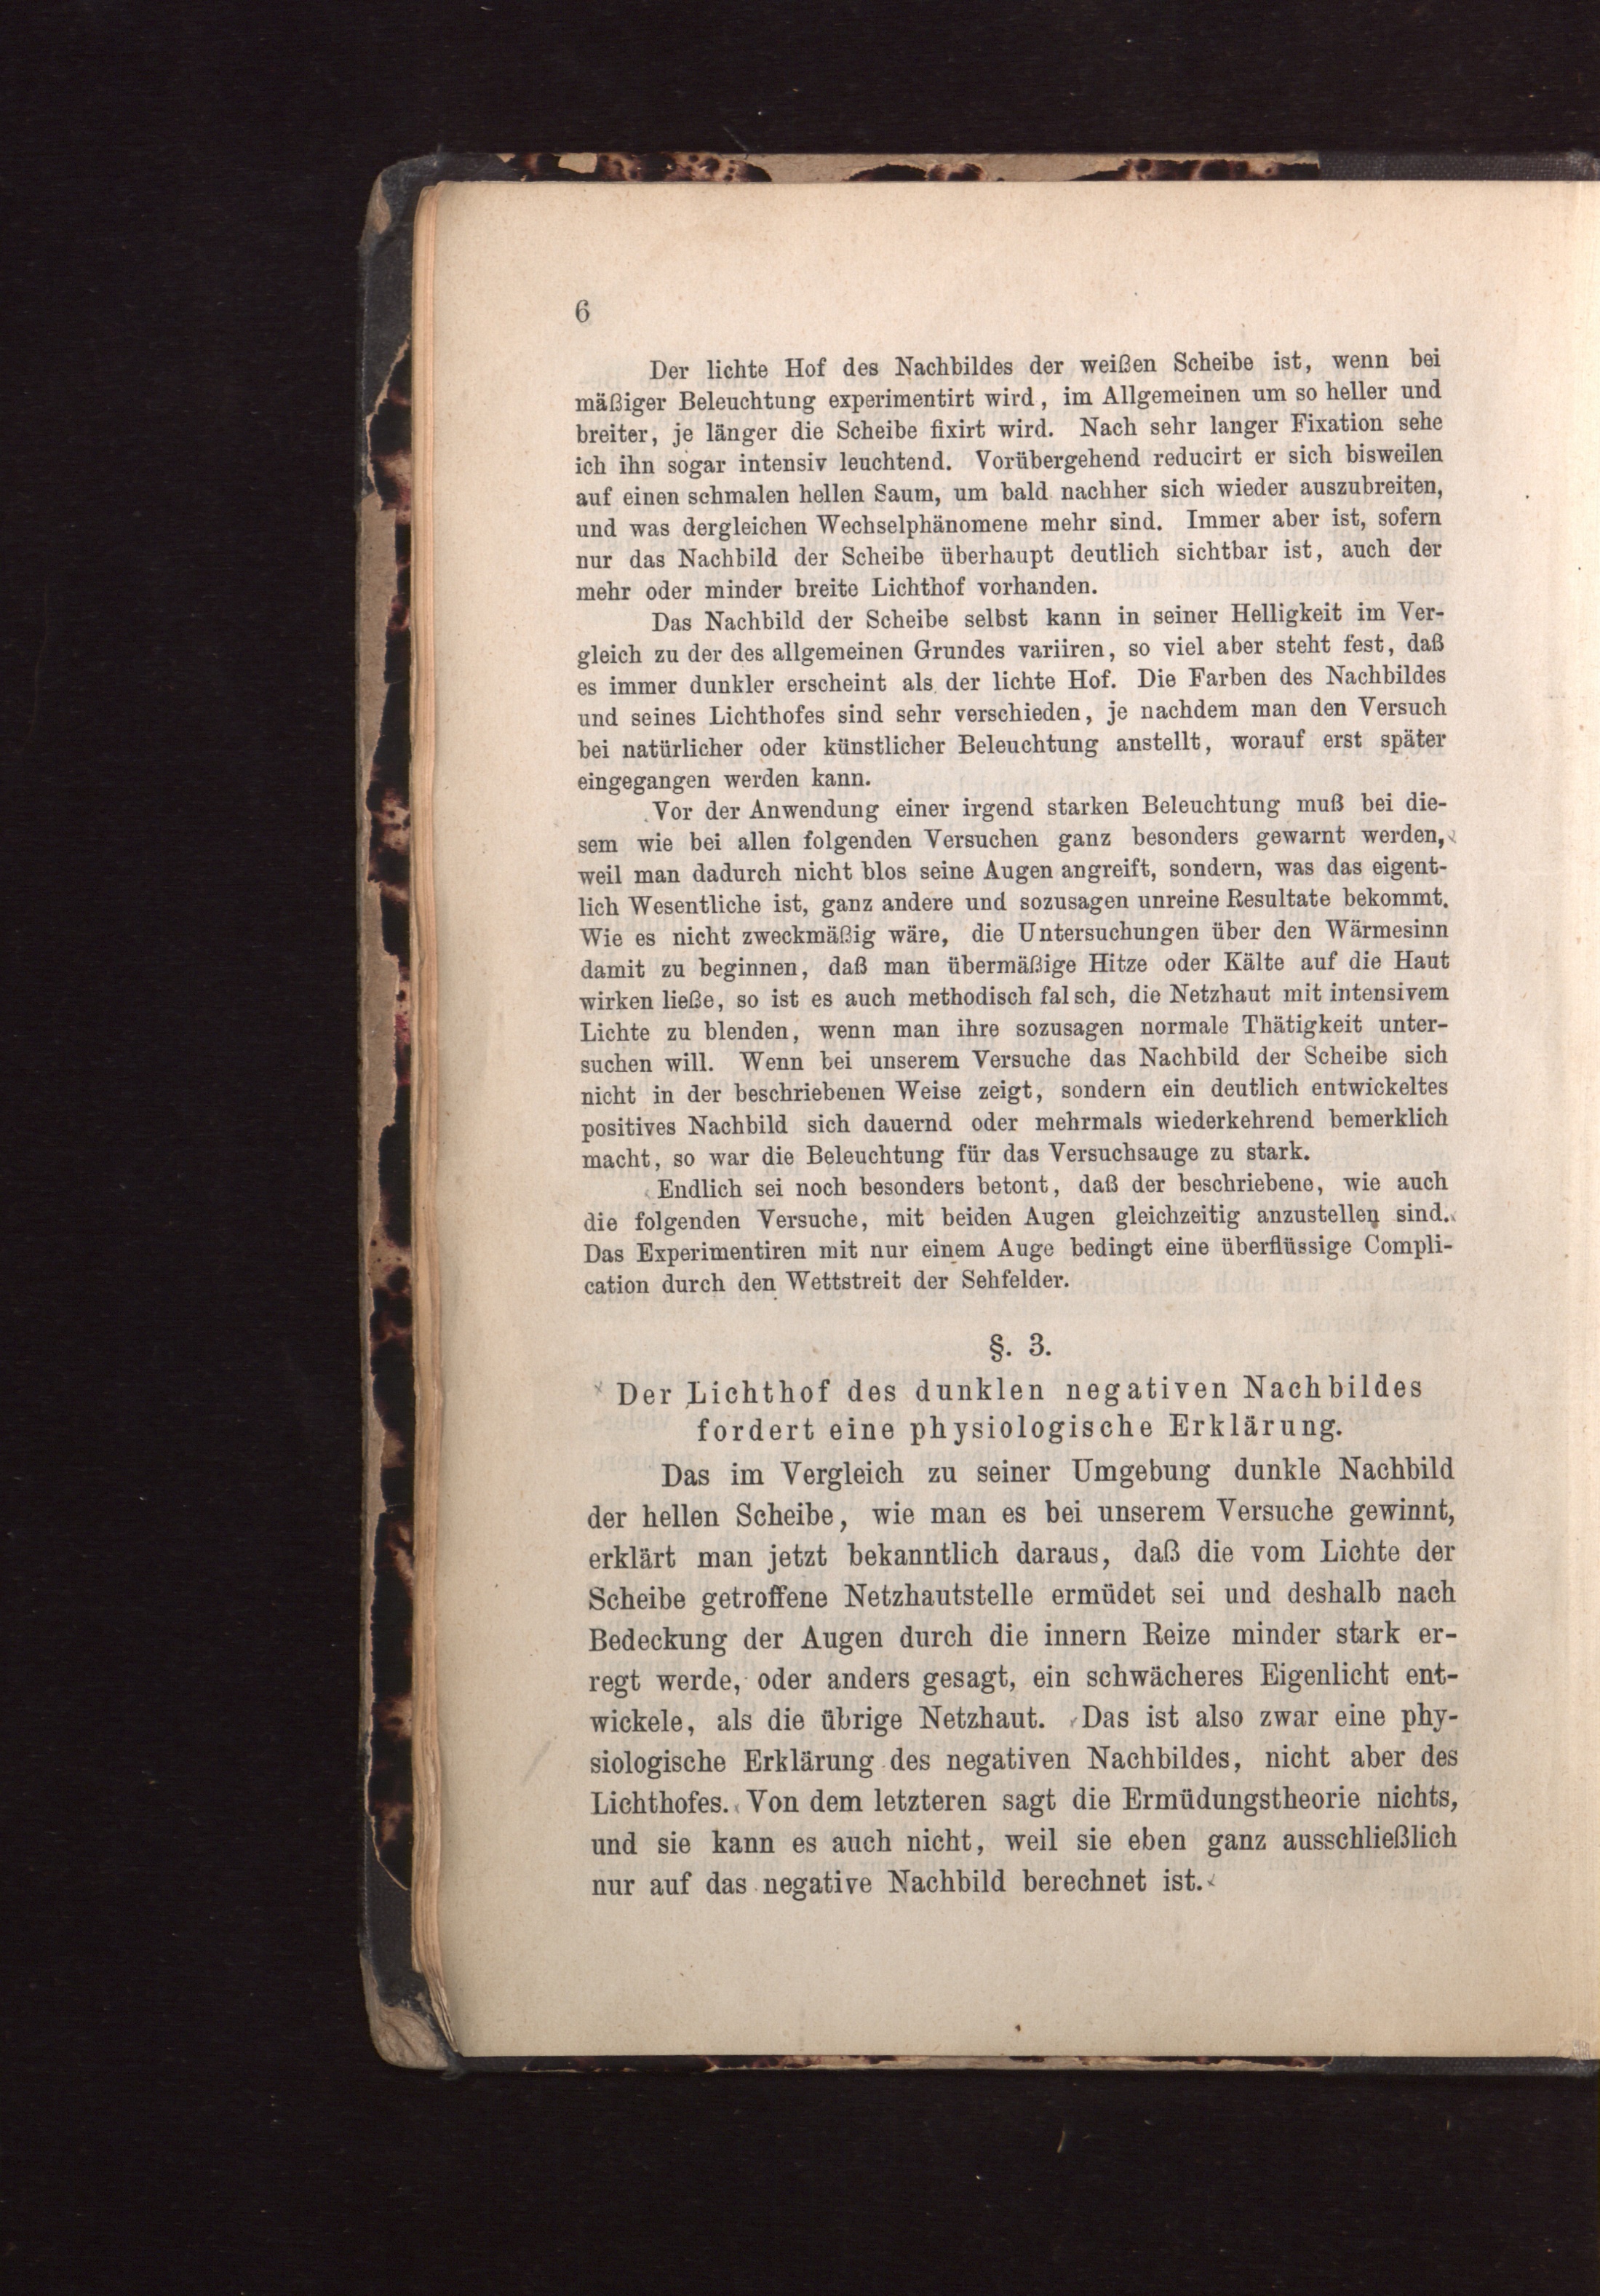 6
Der lichte Hof des Nachbildes der weißen Scheibe ist, wenn bei
mäßiger Beleuchtung experimentirt wird, im Allgemeinen um so heller und
breiter, je länger die Scheibe fixirt wird. Nach sehr langer Fixation sehe
ich ihn sogar intensiv leuchtend. Vorübergehend reducirt er sich bisweilen
auf einen schmalen hellen Saum, um bald nachher sich wieder auszubreiten,
und was dergleichen Wechselphänomene mehr sind. Immer aber ist, sofern
nur das Nachbild der Scheibe überhaupt deutlich sichtbar ist, auch der
mehr oder minder breite Lichthof vorhanden.
Das Nachbild der Scheibe selbst kann in seiner Helligkeit im Ver-
gleich zu der des allgemeinen Grundes variiren, so viel aber steht fest, daß
es immer dunkler erscheint als der lichte Hof. Die Farben des Nachbildes
und seines Lichthofes sind sehr verschieden, je nachdem man den Versuch
bei natürlicher oder künstlicher Beleuchtung anstellt, worauf erst später
eingegangen werden kann.
Vor der Anwendung einer irgend starken Beleuchtung muß bei die-
sem wie bei allen folgenden Versuchen ganz besonders gewarnt werden,
weil man dadurch nicht blos seine Augen angreift, sondern, was das eigent-
lich Wesentliche ist, ganz andere und sozusagen unreine Resultate bekommt.
Wie es nicht zweckmäßig wäre, die Untersuchungen über den Wärmesinn
damit zu beginnen, daß man übermäßige Hitze oder Kälte auf die Haut
wirken ließe, so ist es auch methodisch falsch, die Netzhaut mit intensivem
Lichte zu blenden, wenn man ihre sozusagen normale Thätigkeit unter-
suchen will. Wenn bei unserem Versuche das Nachbild der Scheibe sich
nicht in der beschriebenen Weise zeigt, sondern ein deutlich entwickeltes
positives Nachbild sich dauernd oder mehrmals wiederkehrend bemerklich
macht, so war die Beleuchtung für das Versuchsauge zu stark.
Endlich sei noch besonders betont, daß der beschriebene, wie auch
die folgenden Versuche, mit beiden Augen gleichzeitig anzustellen sind.
Das Experimentiren mit nur einem Auge bedingt eine überflüssige Compli-
cation durch den Wettstreit der Sehfelder.
§. 3.
Der Lichthof des dunklen negativen Nachbildes
fordert eine physiologische Erklärung.
Das im Vergleich zu seiner Umgebung dunkle Nachbild
der hellen Scheibe, wie man es bei unserem Versuche gewinnt,
erklärt man jetzt bekanntlich daraus, daß die vom Lichte der
Scheibe getroffene Netzhautstelle ermüdet sei und deshalb nach
Bedeckung der Augen durch die innern Reize minder stark er-
regt werde, oder anders gesagt, ein schwächeres Eigenlicht ent-
wickele, als die übrige Netzhaut. Das ist also zwar eine phy-
siologische Erklärung des negativen Nachbildes, nicht aber des
Lichthofes. Von dem letzteren sagt die Ermüdungstheorie nichts,
und sie kann es auch nicht, weil sie eben ganz ausschließlich
nur auf das negative Nachbild berechnet ist.